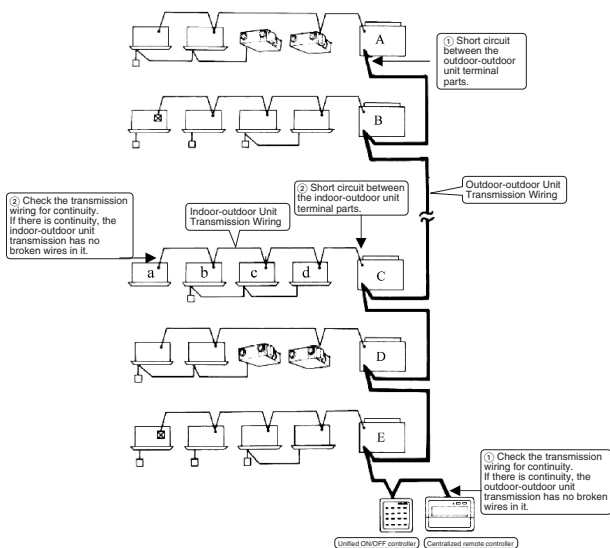 A
① Short circuit
between the
outdoor-outdoor
unit terminal
parts.
B
② Check the transmission
wiring for continuity.
If there is continuity, the
indoor-outdoor unit
transmission has no
broken wires in it.
Indoor-outdoor Unit
Transmission Wiring
② Short circuit between
the indoor-outdoor unit
terminal parts.
Outdoor-outdoor Unit
Transmission Wiring
a
b
c
d
C
D
E
① Check the transmission
wiring for continuity.
If there is continuity, the
outdoor-outdoor unit
transmission has no broken
wires in it.
Unified ON/OFF controller
Centralized remote controller